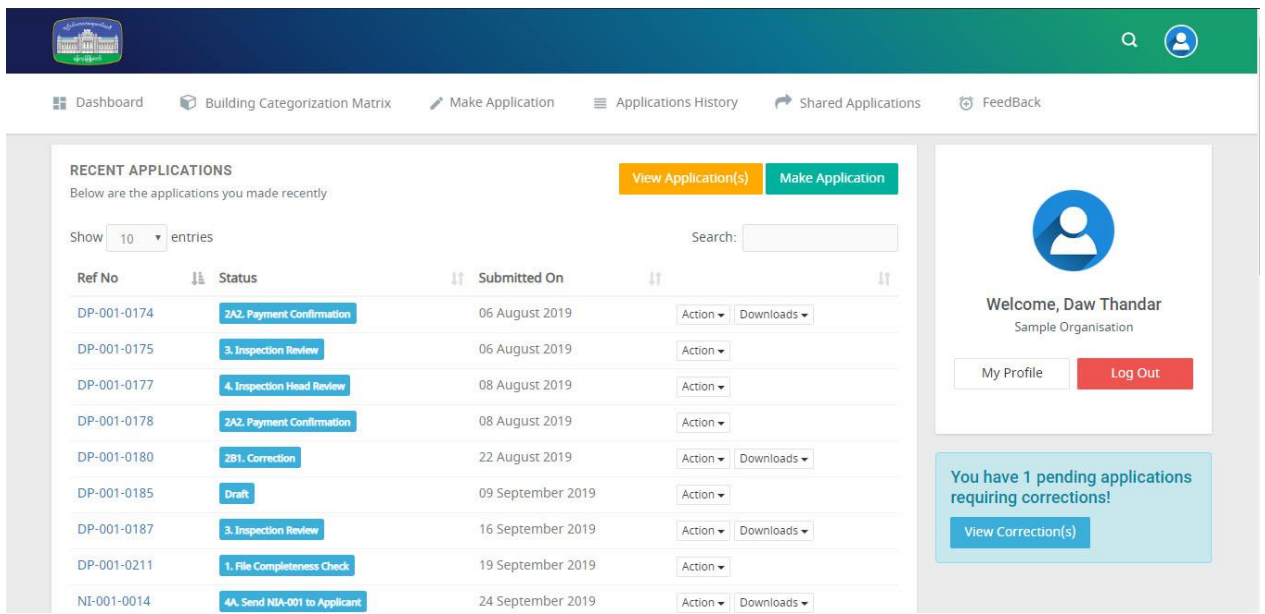 Dashboard
Building Categorization Matrix
Make Application
Applications History
Shared Applications
FeedBack
RECENT APPLICATIONS
Below are the applications you made recently
View Application(s)
Make Application
Show 10 entries
Search:
Ref No Status Submitted On
DP-001-0174 2A2. Payment Confirmation 06 August 2019 Action Downloads
DP-001-0175 3. Inspection Review 06 August 2019 Action
DP-001-0177 4. Inspection Head Review 08 August 2019 Action
DP-001-0178 2A2. Payment Confirmation 08 August 2019 Action
DP-001-0180 2B1. Correction 22 August 2019 Action Downloads
DP-001-0185 Draft 09 September 2019 Action
DP-001-0187 3. Inspection Review 16 September 2019 Action Downloads
DP-001-0211 1. File Completeness Check 19 September 2019 Action
NI-001-0014 4A. Send NIA-001 to Applicant 24 September 2019 Action Downloads
Welcome, Daw Thandar
Sample Organisation
My Profile
Log Out
You have 1 pending applications
requiring corrections!
View Correction(s)